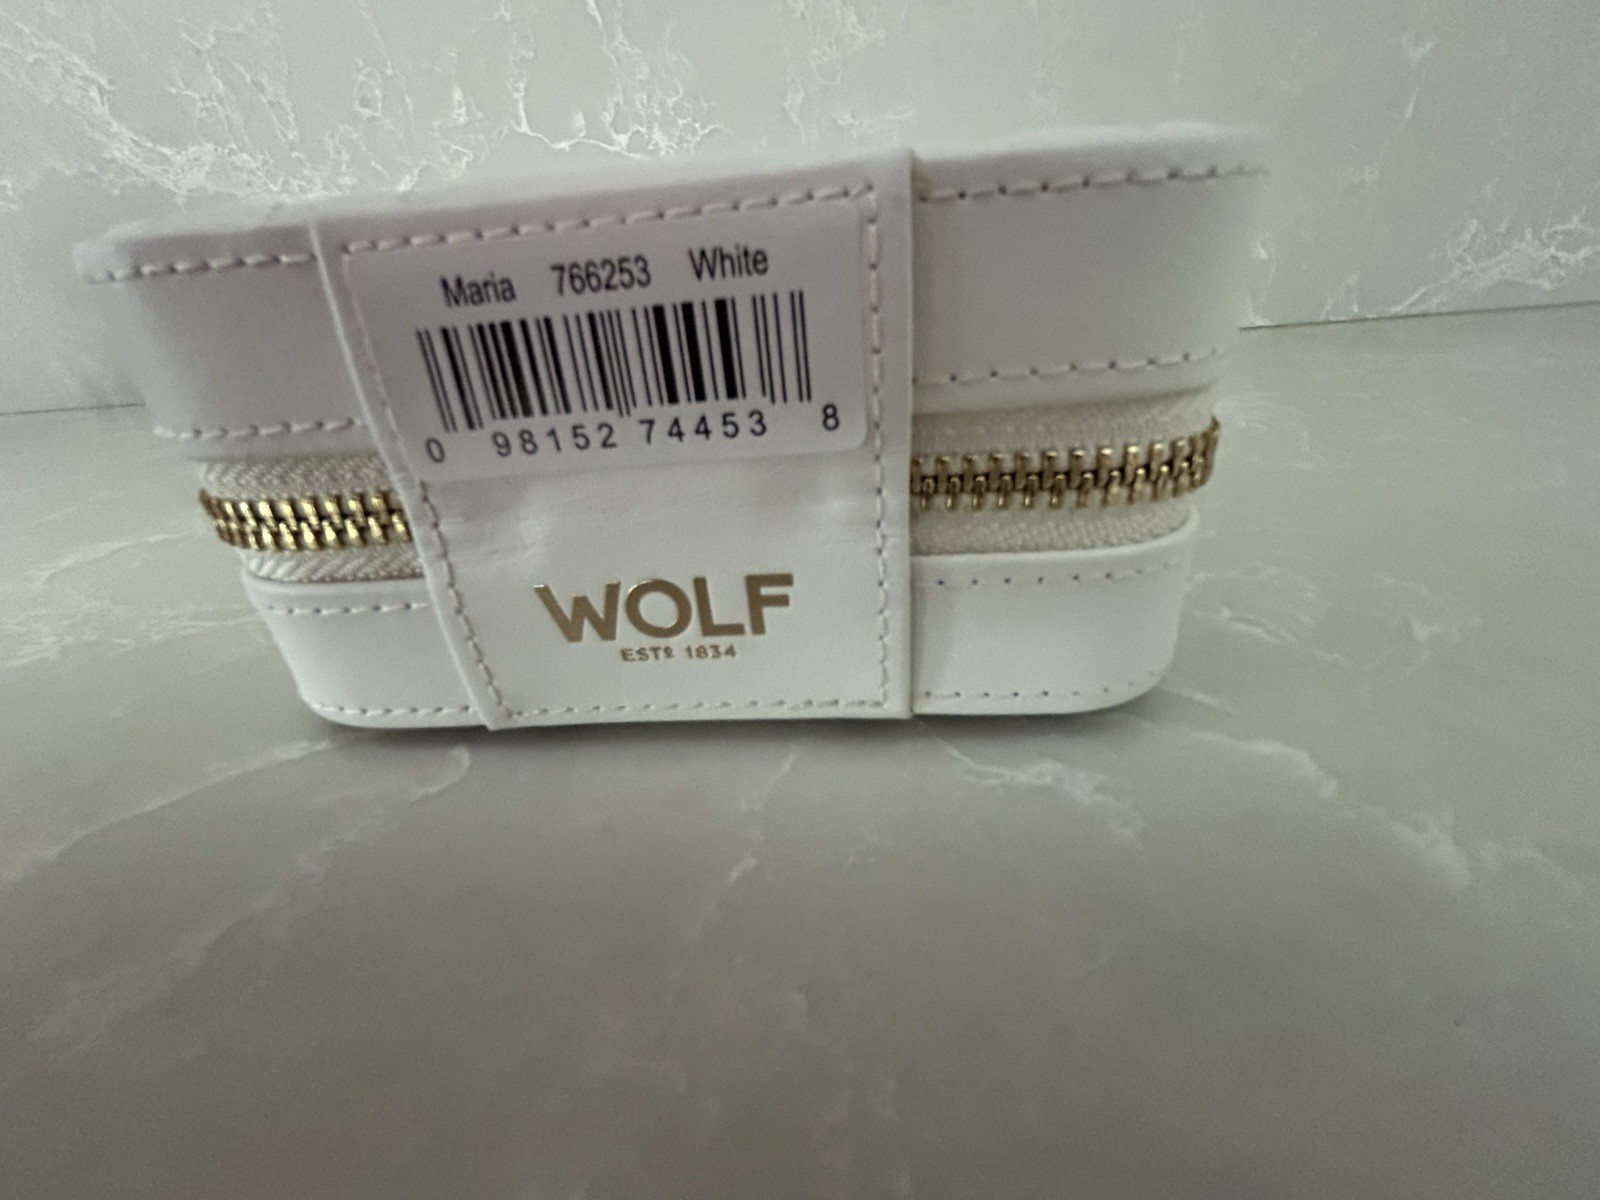 Maria 766253 White
0 98152 74453 8
WOLF
ESTD 1834